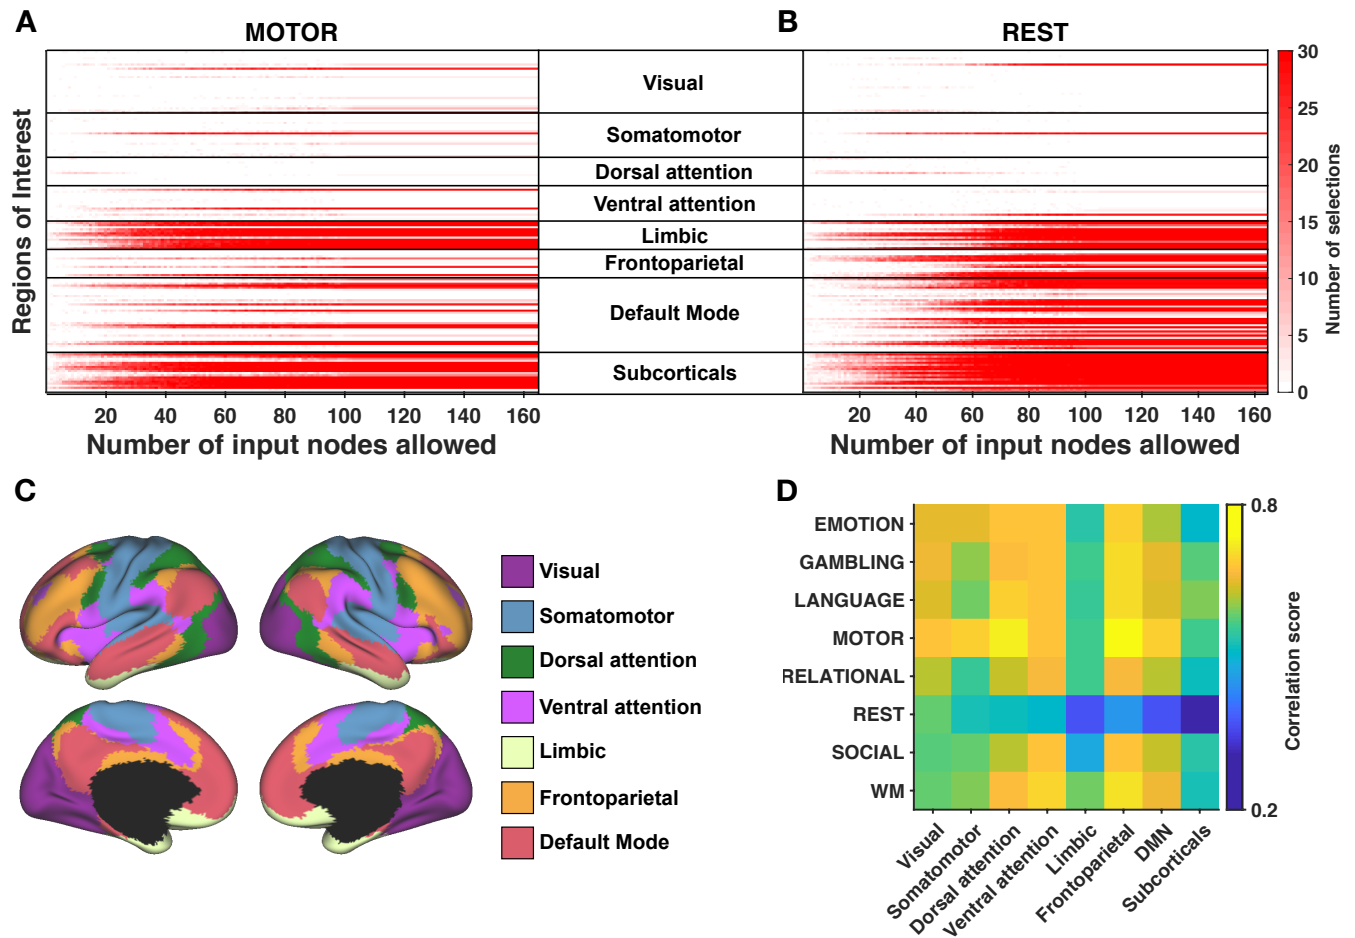 A
MOTOR
B
REST
Regions of Interest
Visual
Somatomotor
Dorsal attention
Ventral attention
Limbic
Frontoparietal
Default Mode
Subcorticals
30
25
20
15
10
5
0
Number of selections
20 40 60 80 100 120 140 160
Number of input nodes allowed
20 40 60 80 100 120 140 160
Number of input nodes allowed
C
Visual
Somatomotor
Dorsal attention
Ventral attention
Limbic
Frontoparietal
Default Mode
D
EMOTION
GAMBLING
LANGUAGE
MOTOR
RELATIONAL
REST
SOCIAL
WM
Visual
Somatomotor
Dorsal attention
Ventral attention
Limbic
Frontoparietal
DMN
Subcorticals
0.8
0.2
Correlation score